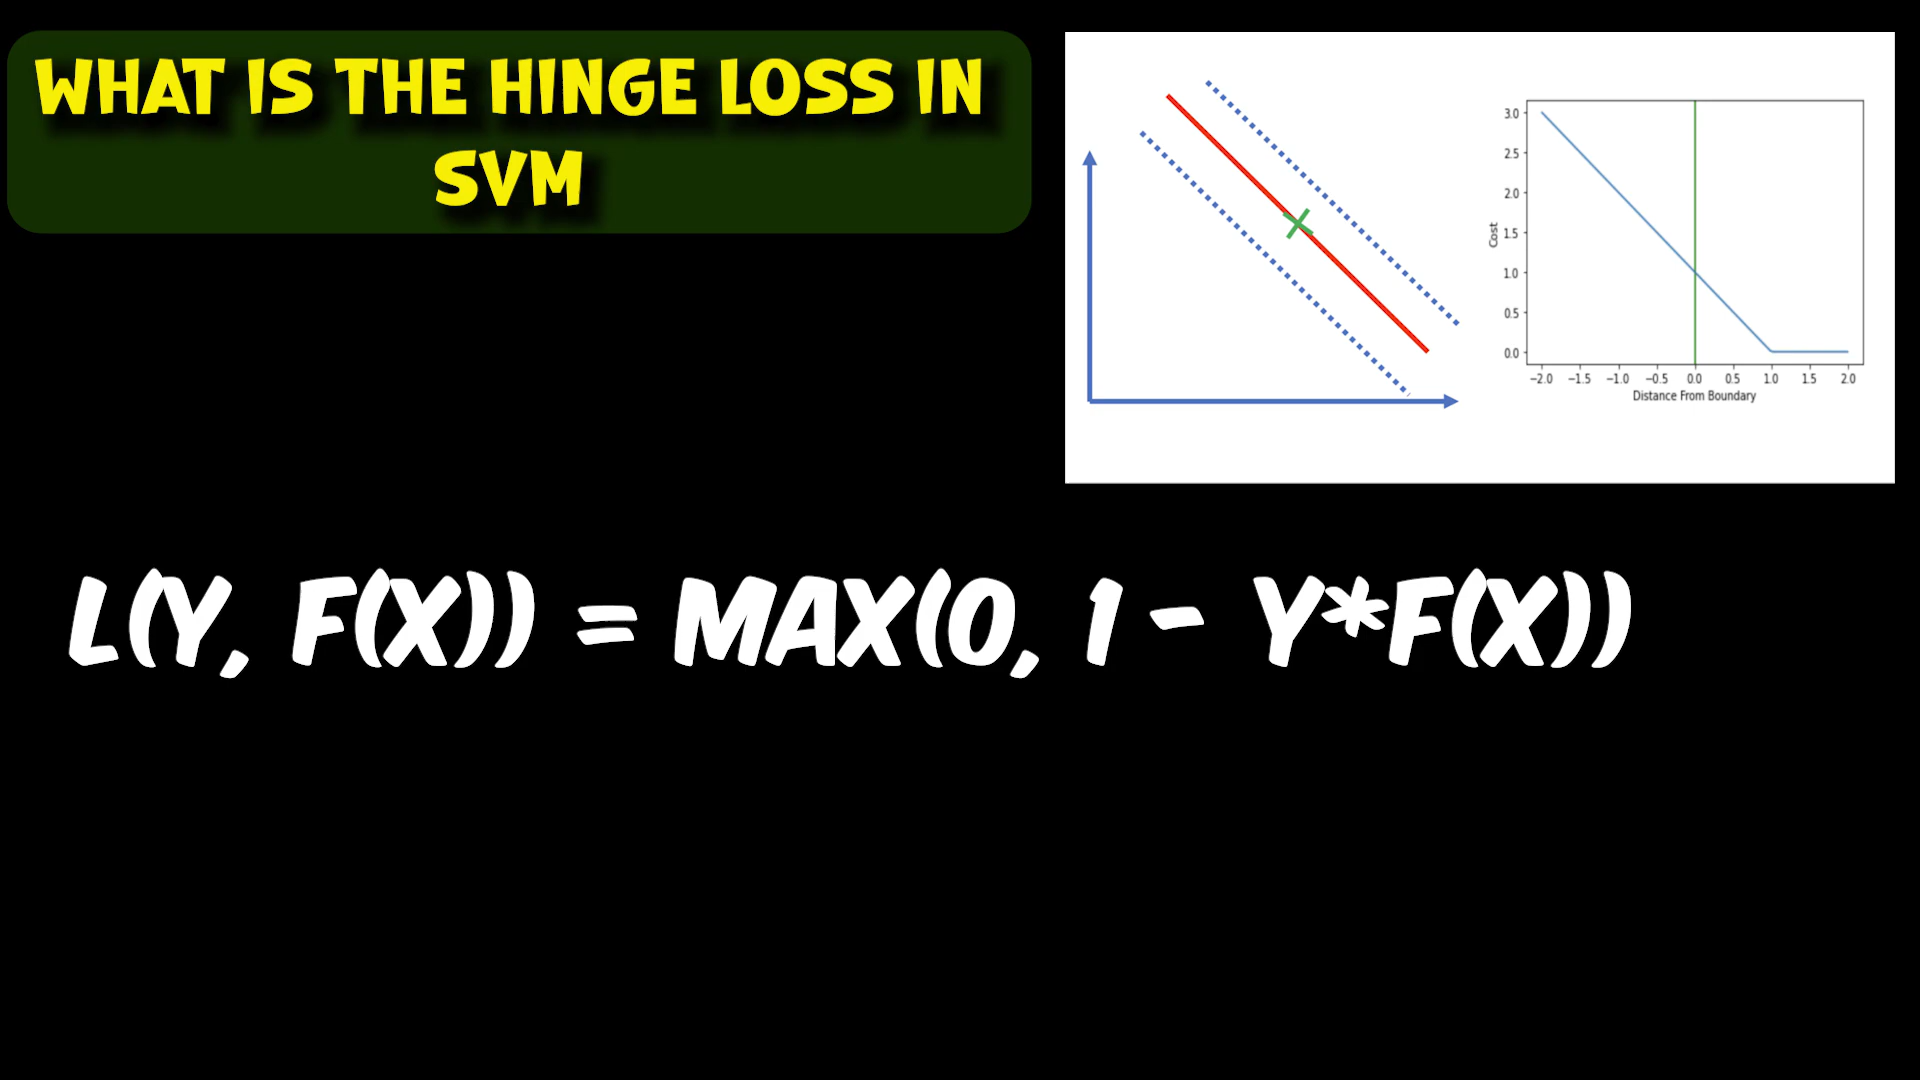 WHAT IS THE HINGE LOSS IN
SVM
3.0
2.5
2.0
1.5
1.0
0.5
0.0
Cost
−2.0 −1.5 −1.0 −0.5 0.0 0.5 1.0 1.5 2.0
Distance From Boundary
L(Y, F(X)) = MAX(0, 1 - Y*F(X))